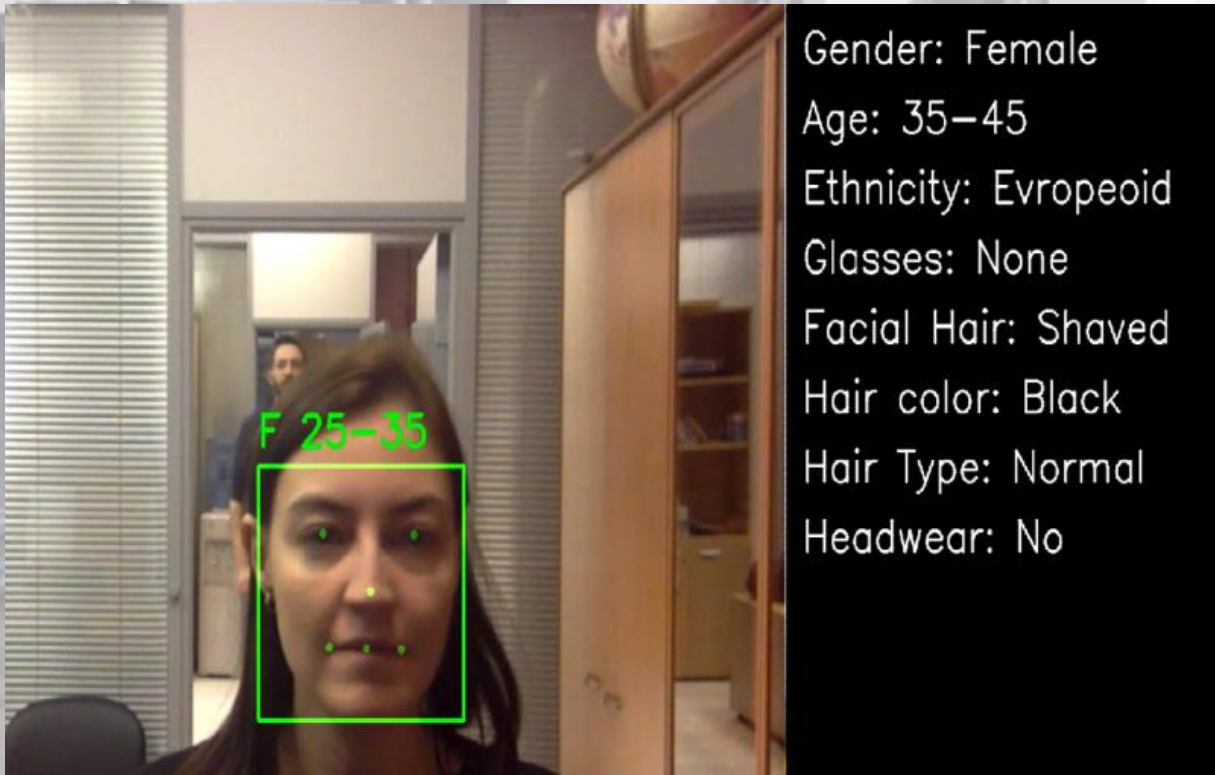 F 25-35
Gender: Female
Age: 35-45
Ethnicity: Evropeoid
Glasses: None
Facial Hair: Shaved
Hair color: Black
Hair Type: Normal
Headwear: No